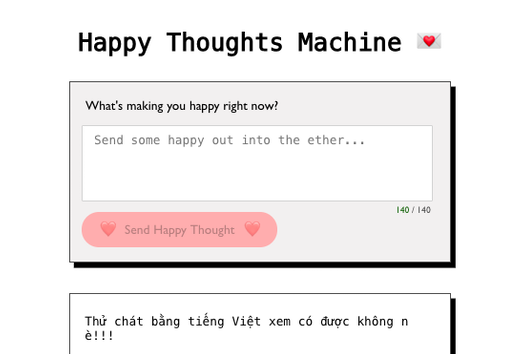 Happy Thoughts Machine 💌
What's making you happy right now?
Send some happy out into the ether...
140 / 140
Send Happy Thought
Thử chát bằng tiếng Việt xem có được không n
è!!!